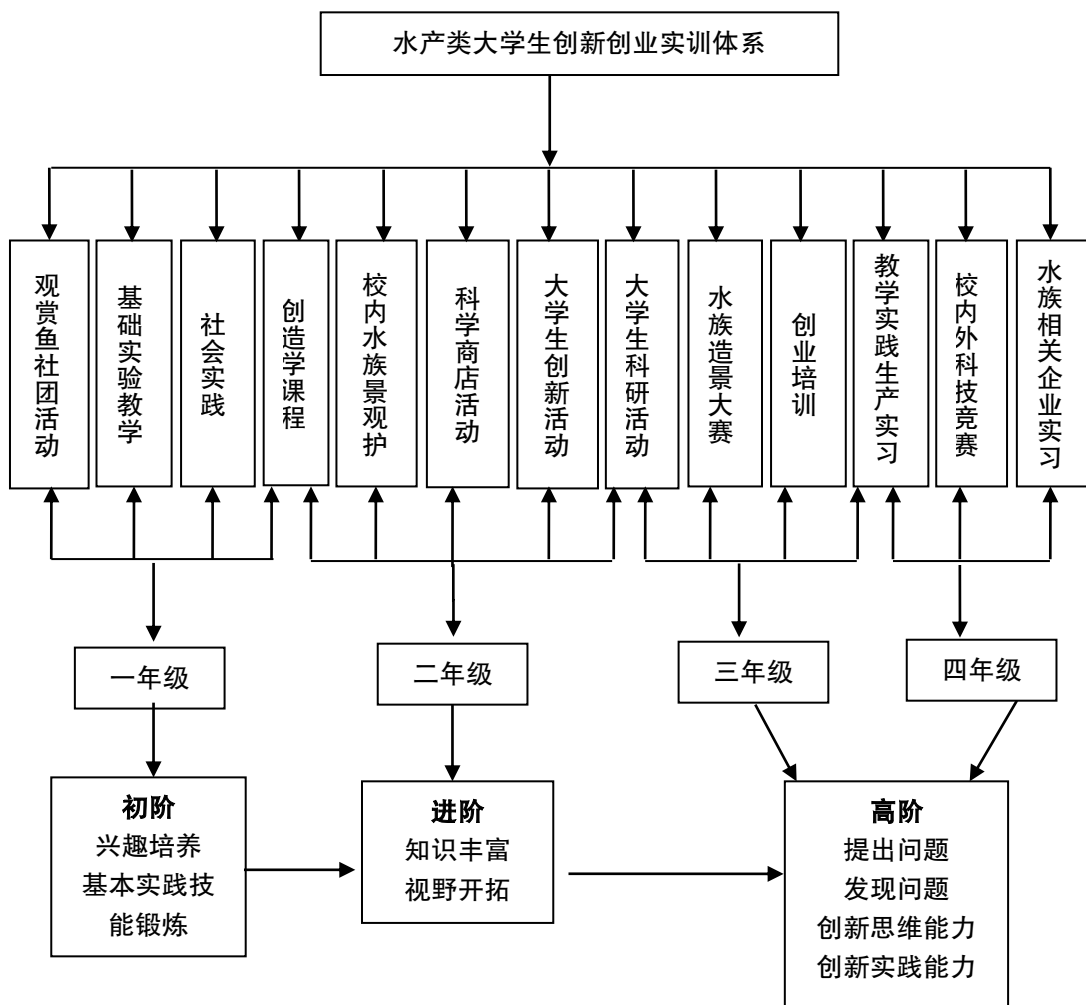 水产类大学生创新创业实训体系
观赏鱼社团活动
基础实验教学
社会实践
创造学课程
校内水族景观护
科学商店活动
大学生创新活动
大学生科研活动
水族造景大赛
创业培训
教学实践生产实习
校内外科技竞赛
水族相关企业实习
一年级
二年级
三年级
四年级
初阶
兴趣培养
基本实践技
能锻炼
进阶
知识丰富
视野开拓
高阶
提出问题
发现问题
创新思维能力
创新实践能力